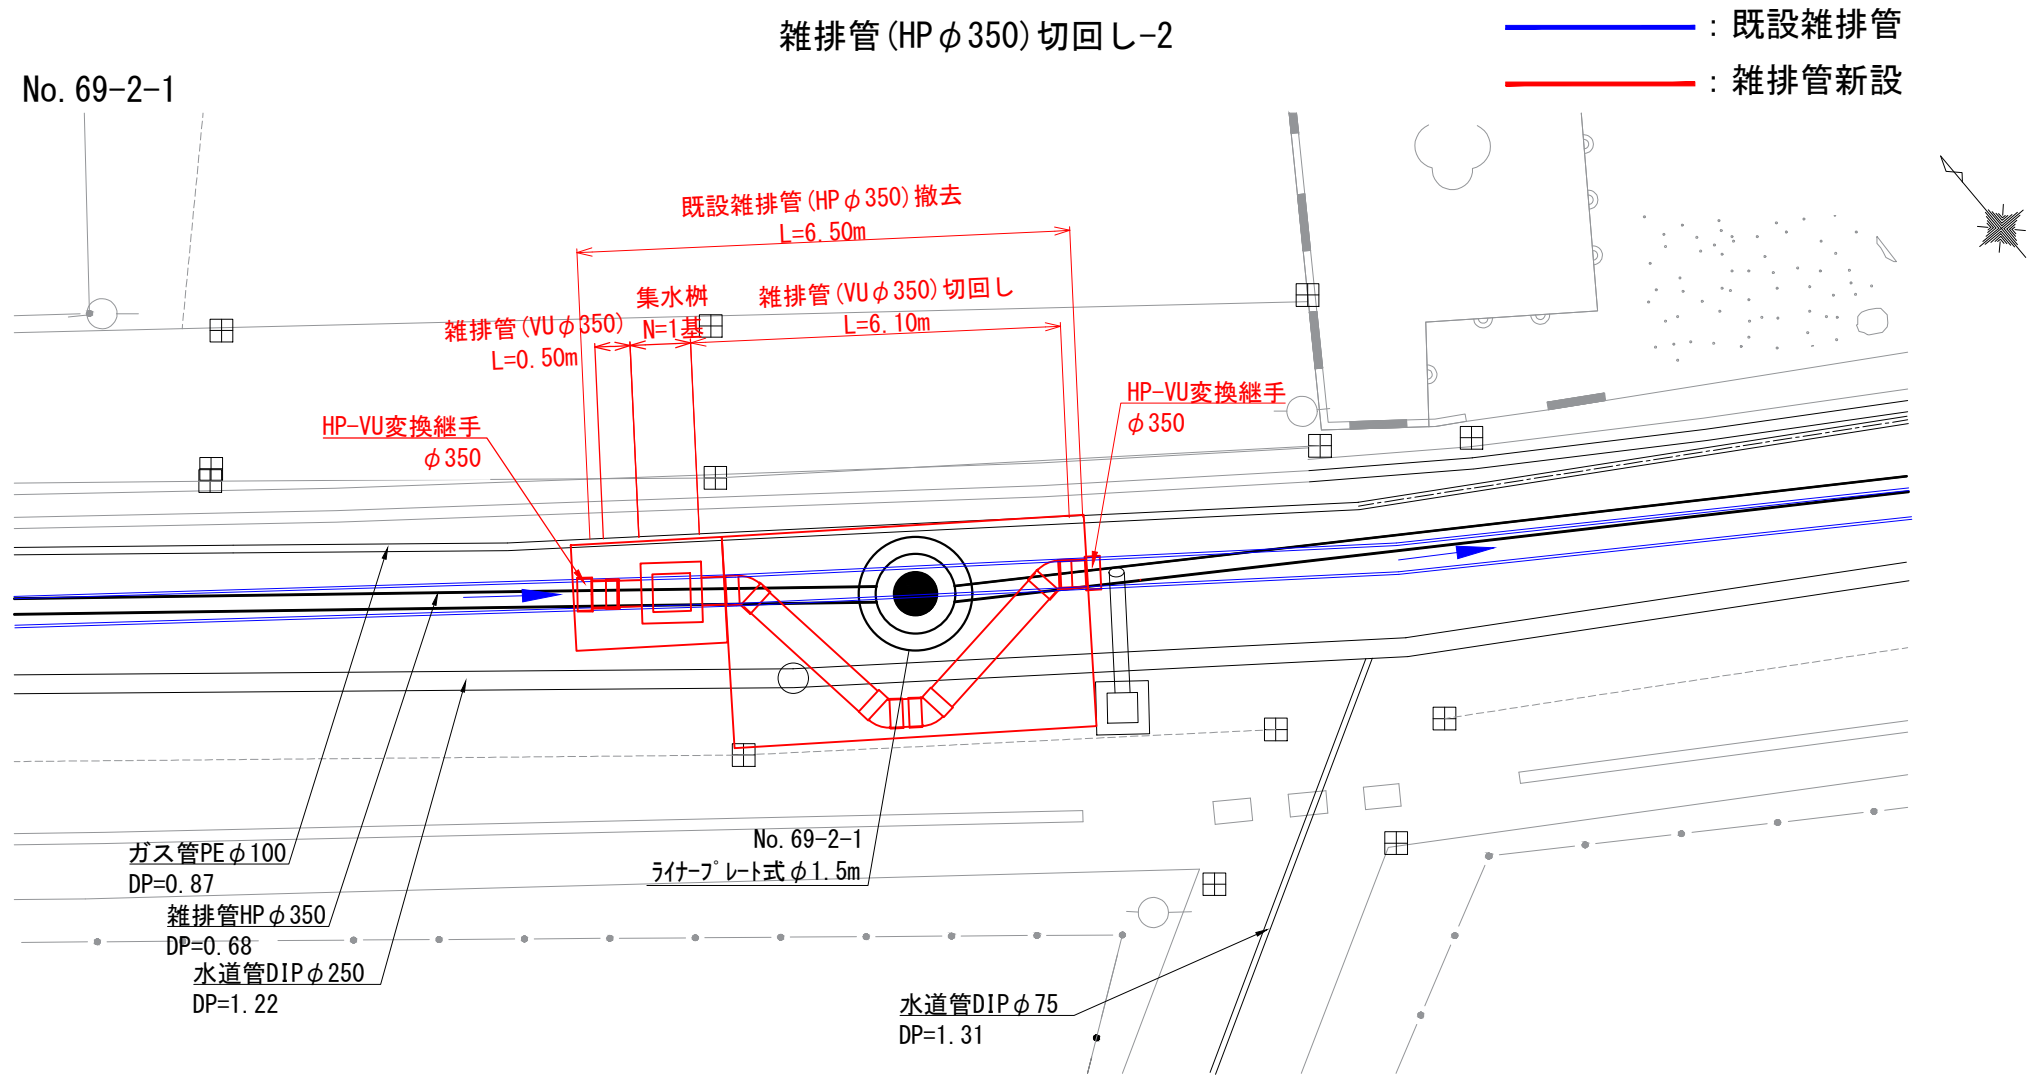 雑排管(HPφ350)切回し-2
：既設雑排管
：雑排管新設
No.69-2-1
既設雑排管(HPφ350)撤去
L=6.50m
集水桝
N=1基
雑排管(VUφ350)切回し
L=6.10m
雑排管(VUφ350)
L=0.50m
HP-VU変換継手
φ350
HP-VU変換継手
φ350
No.69-2-1
ﾗｲﾅｰﾌﾟﾚｰﾄ式φ1.5m
ガス管PEφ100
DP=0.87
雑排管HPφ350
DP=0.68
水道管DIPφ250
DP=1.22
水道管DIPφ75
DP=1.31